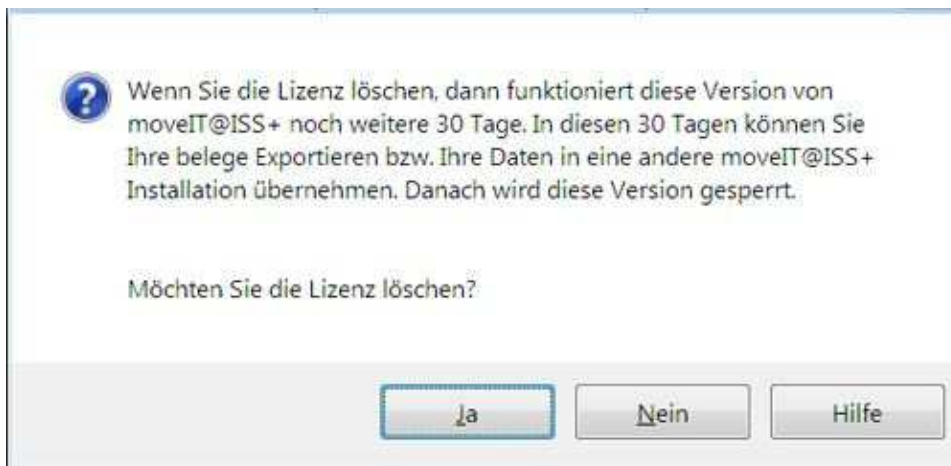 Wenn Sie die Lizenz löschen, dann funktioniert diese Version von
moveIT@ISS+ noch weitere 30 Tage. In diesen 30 Tagen können Sie
Ihre belege Exportieren bzw. Ihre Daten in eine andere moveIT@ISS+
Installation übernehmen. Danach wird diese Version gesperrt.
Möchten Sie die Lizenz löschen?
Ja Nein Hilfe